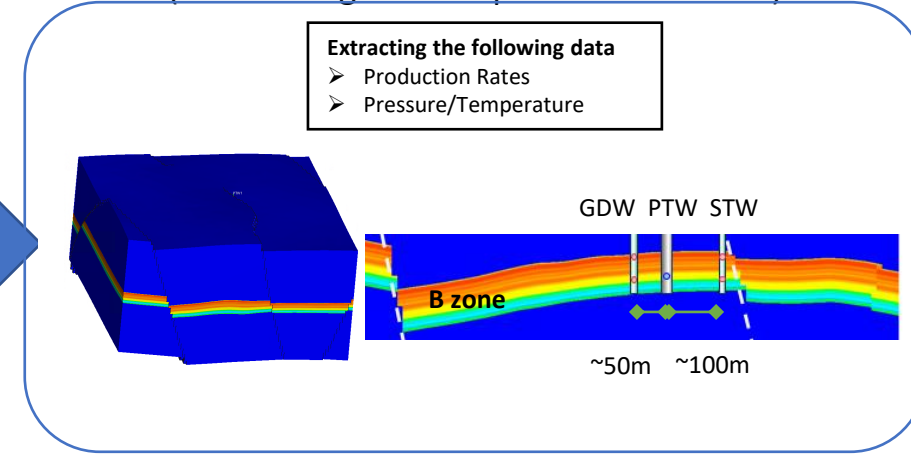 Extracting the following data
➢ Production Rates
➢ Pressure/Temperature
GDW PTW STW
B zone
~50m ~100m